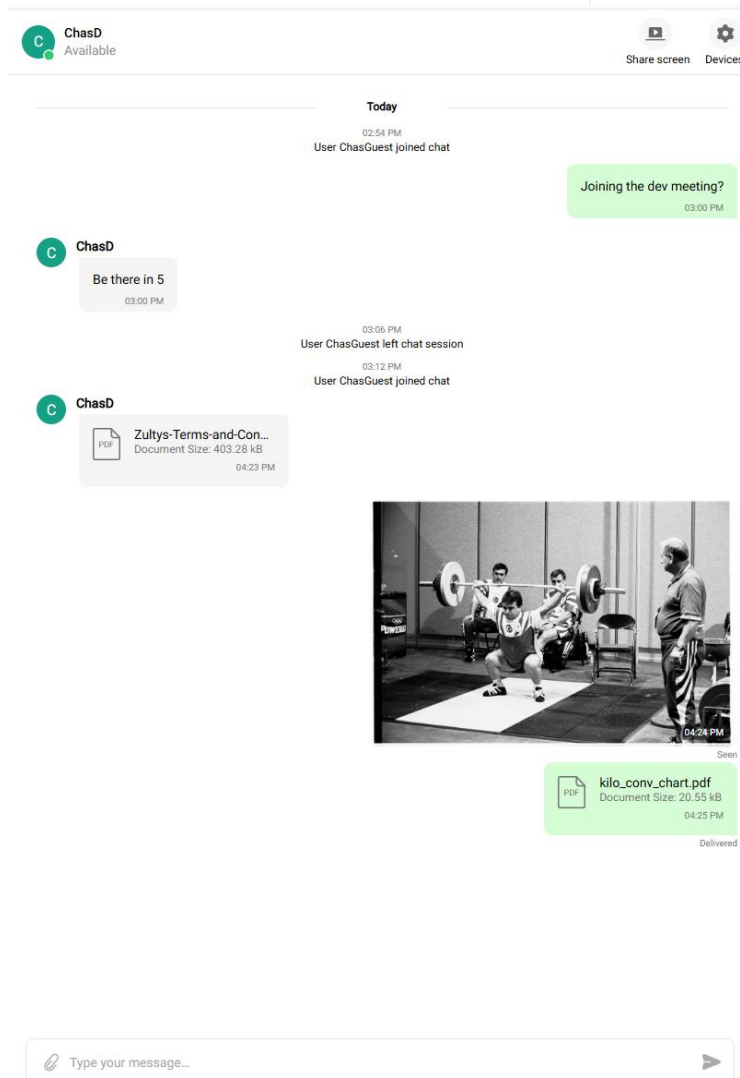 C
ChasD
Available
Share screen
Devices
Today
02:54 PM
User ChasGuest joined chat
Joining the dev meeting?
03:00 PM
C
ChasD
Be there in 5
03:00 PM
03:06 PM
User ChasGuest left chat session
03:12 PM
User ChasGuest joined chat
C
ChasD
PDF
Zultys-Terms-and-Con...
Document Size: 403.28 kB
04:23 PM
04:24 PM
Seen
PDF
kilo_conv_chart.pdf
Document Size: 20.55 kB
04:25 PM
Delivered
Type your message...